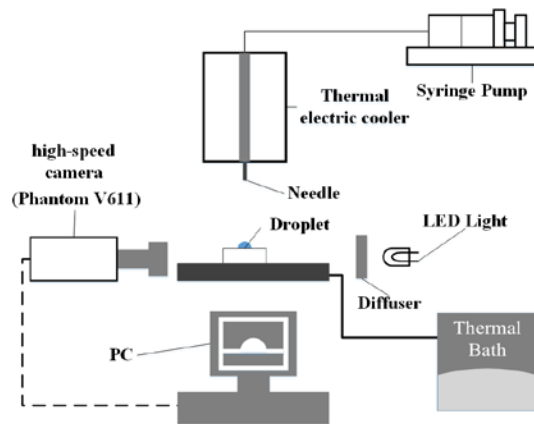 Syringe Pump
Thermal
electric cooler
high-speed
camera
(Phantom V611)
Needle
Droplet
LED Light
Diffuser
PC
Thermal
Bath